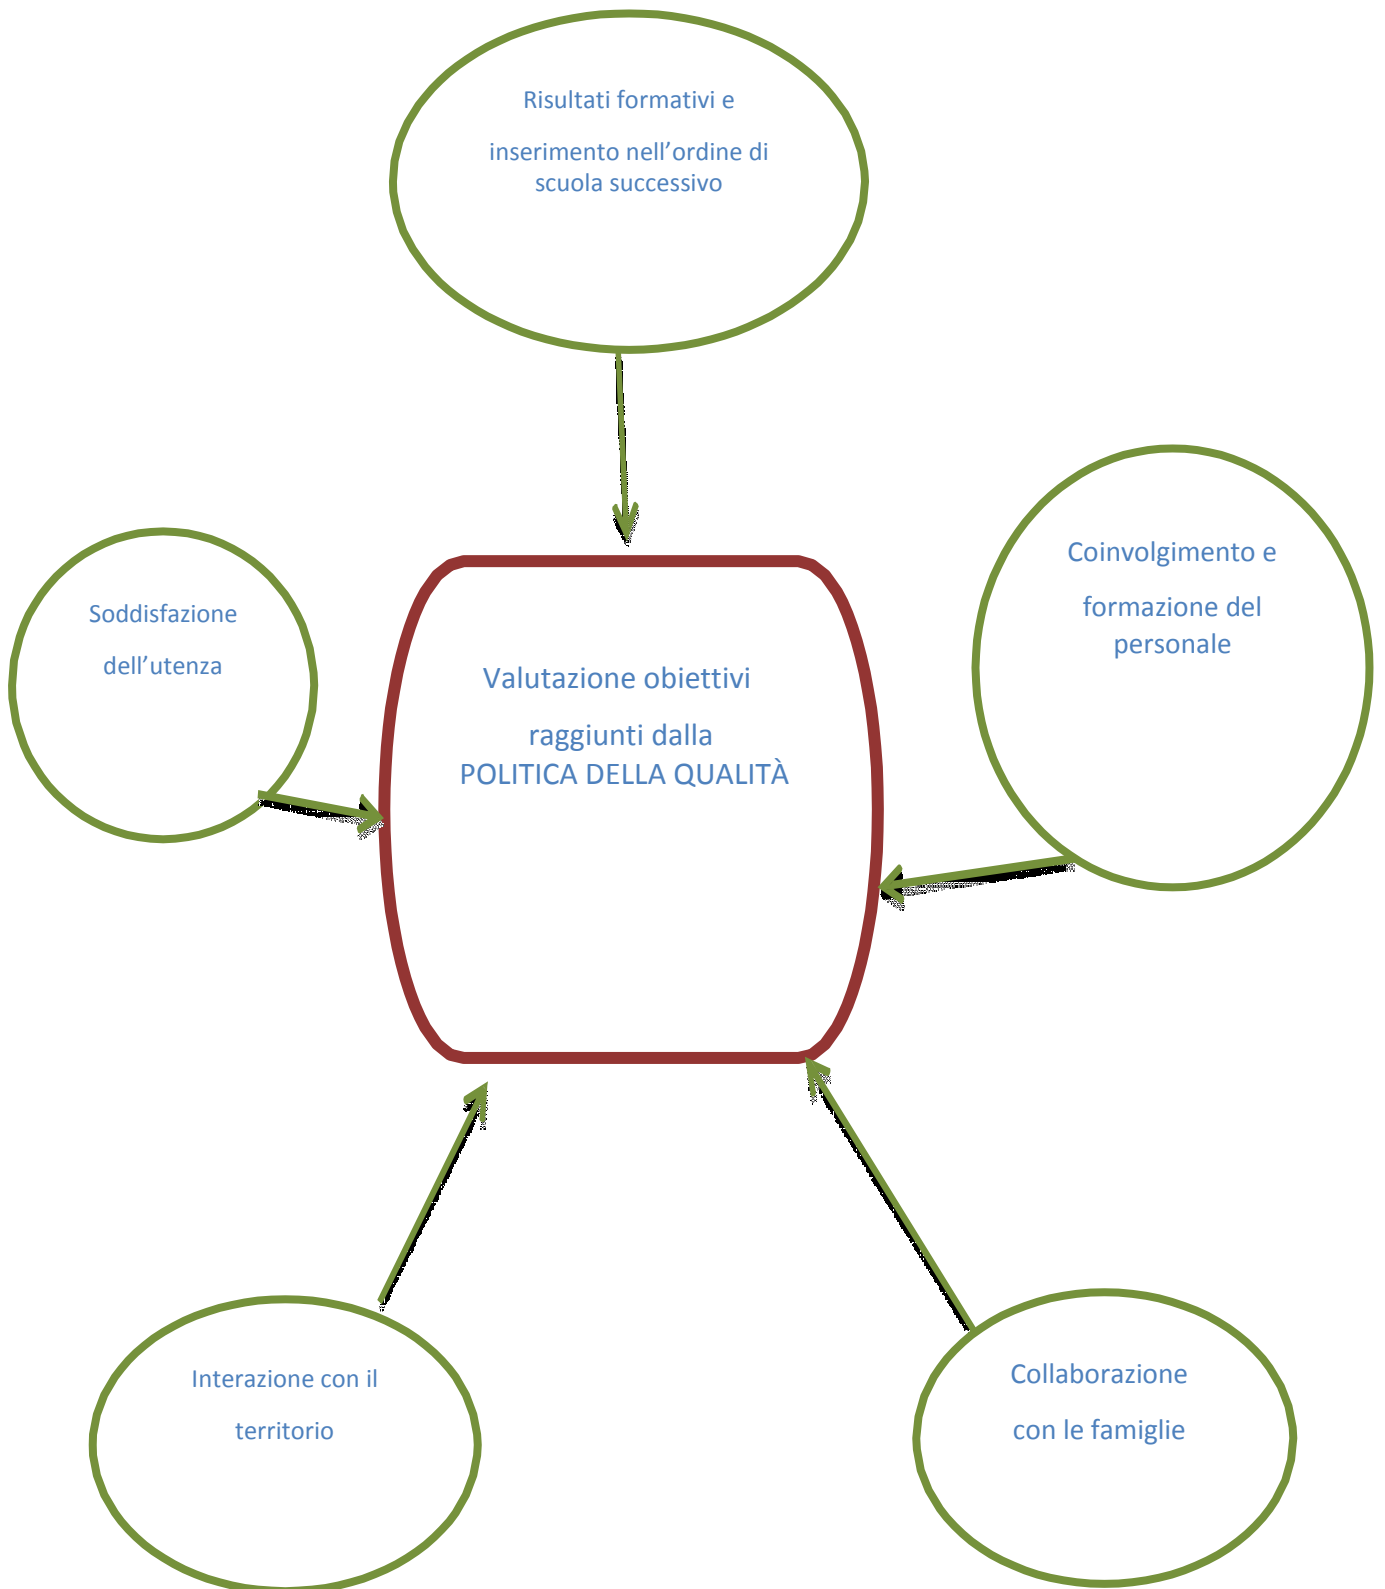 Risultati formativi e
inserimento nell’ordine di
scuola successivo
Coinvolgimento e
formazione del
personale
Soddisfazione
dell’utenza
Valutazione obiettivi
raggiunti dalla
POLITICA DELLA QUALITÀ
Interazione con il
territorio
Collaborazione
con le famiglie